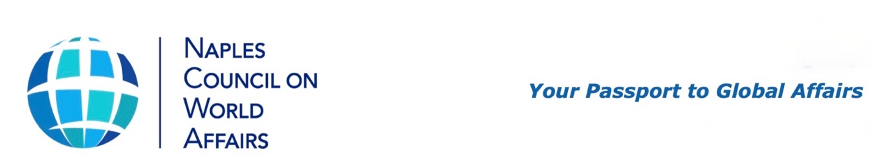 NAPLES
COUNCIL ON
WORLD
AFFAIRS
Your Passport to Global Affairs